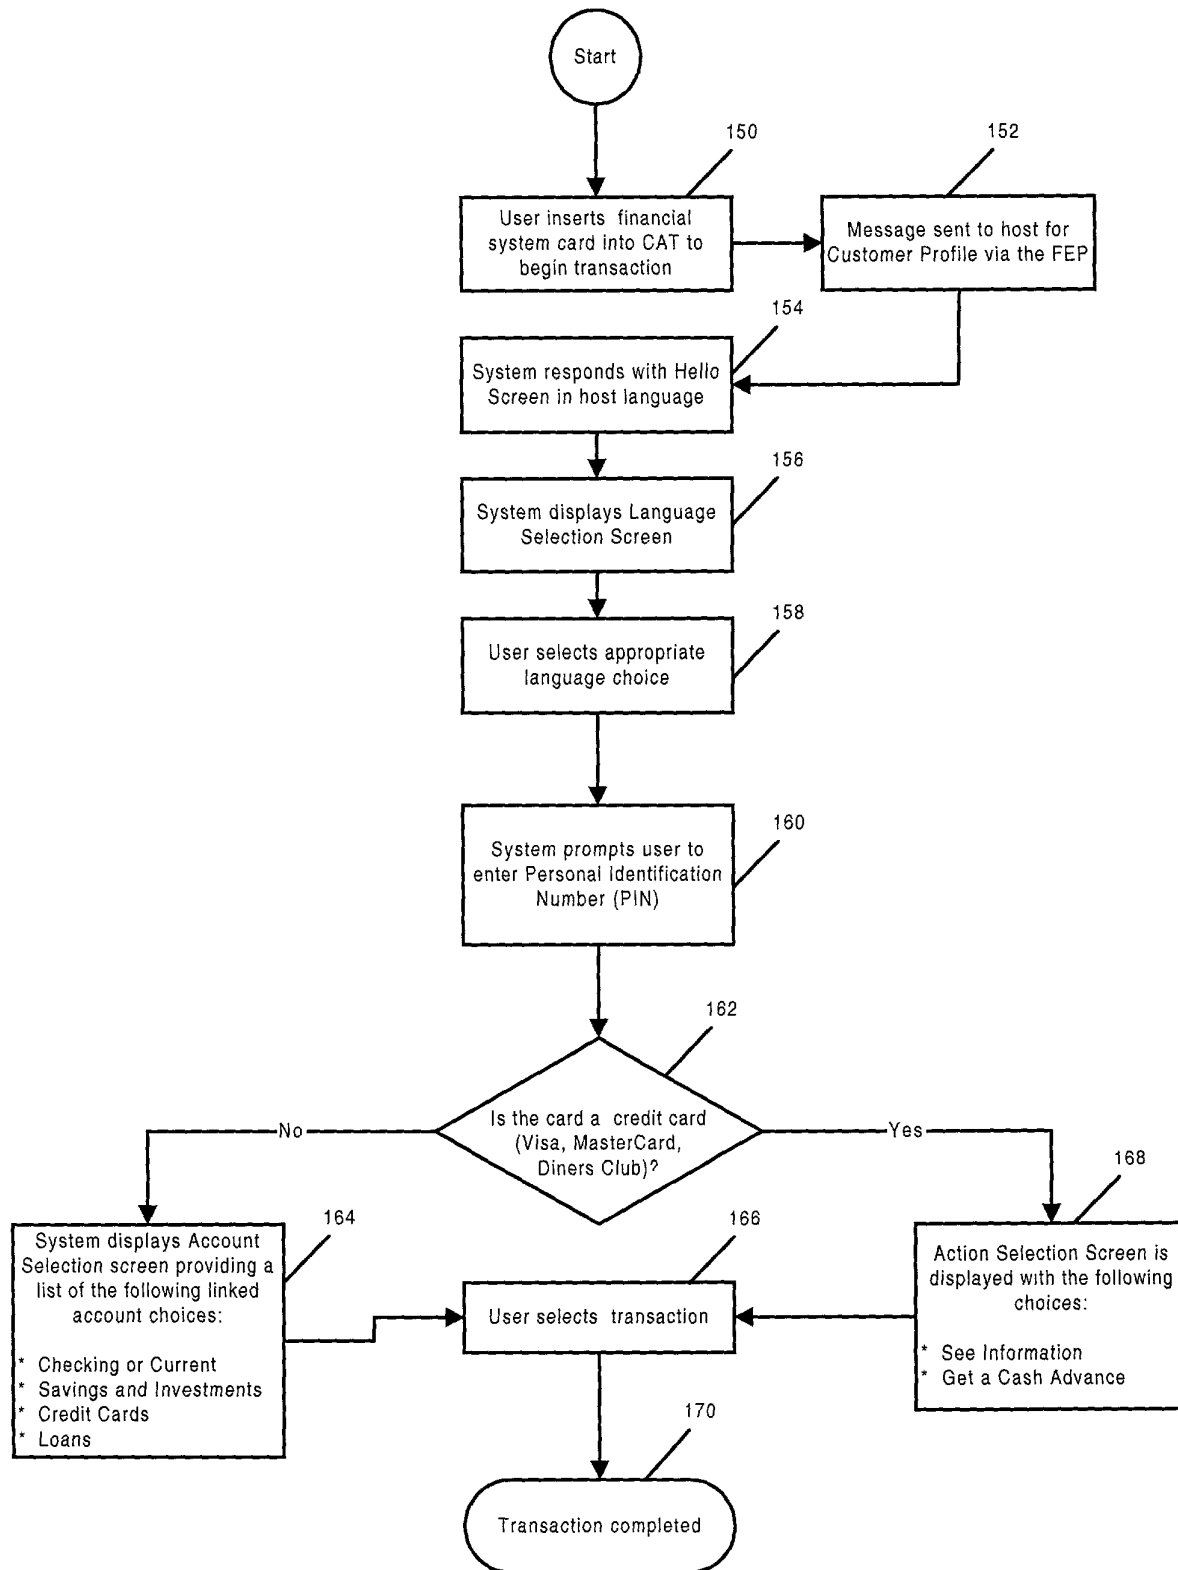 Start
150
152
User inserts financial
system card into CAT to
begin transaction
Message sent to host for
Customer Profile via the FEP
154
System responds with Hello
Screen in host language
156
System displays Language
Selection Screen
158
User selects appropriate
language choice
160
System prompts user to
enter Personal Identification
Number (PIN)
162
Is the card a credit card
(Visa, MasterCard,
Diners Club)?
No
Yes
164
System displays Account
Selection screen providing a
list of the following linked
account choices:
* Checking or Current
* Savings and Investments
* Credit Cards
* Loans
166
User selects transaction
168
Action Selection Screen is
displayed with the following
choices:
* See Information
* Get a Cash Advance
170
Transaction completed